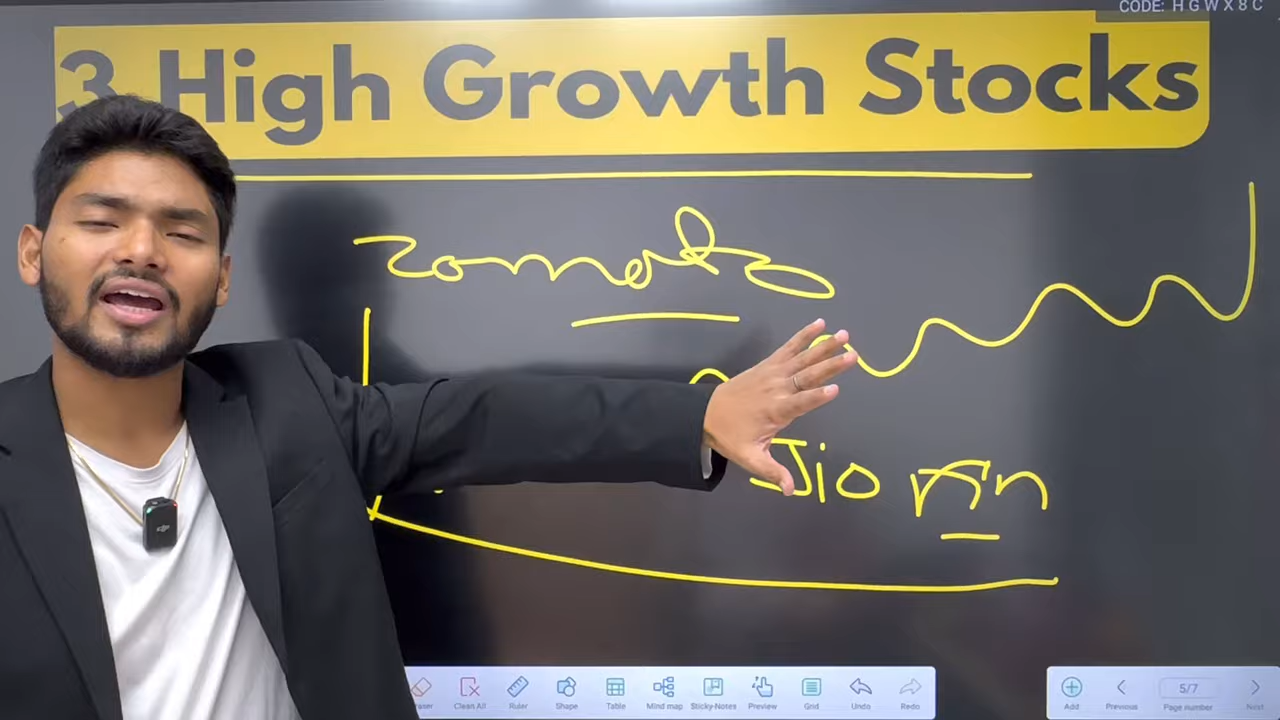 CODE: H G W X 8 C
3 High Growth Stocks
zomato
Jio fin
Clean All
Ruler
Shape
Table
Mind map
Sticky-Notes
Preview
Grid
Undo
Redo
Add
Previous
5/7
Page number
Next